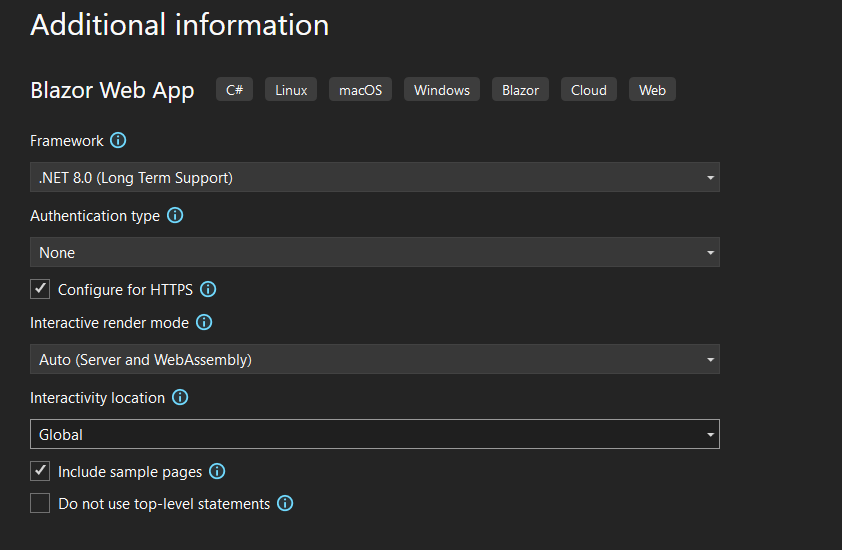 Additional information
Blazor Web App C# Linux macOS Windows Blazor Cloud Web
Framework
.NET 8.0 (Long Term Support)
Authentication type
None
Configure for HTTPS
Interactive render mode
Auto (Server and WebAssembly)
Interactivity location
Global
Include sample pages
Do not use top-level statements